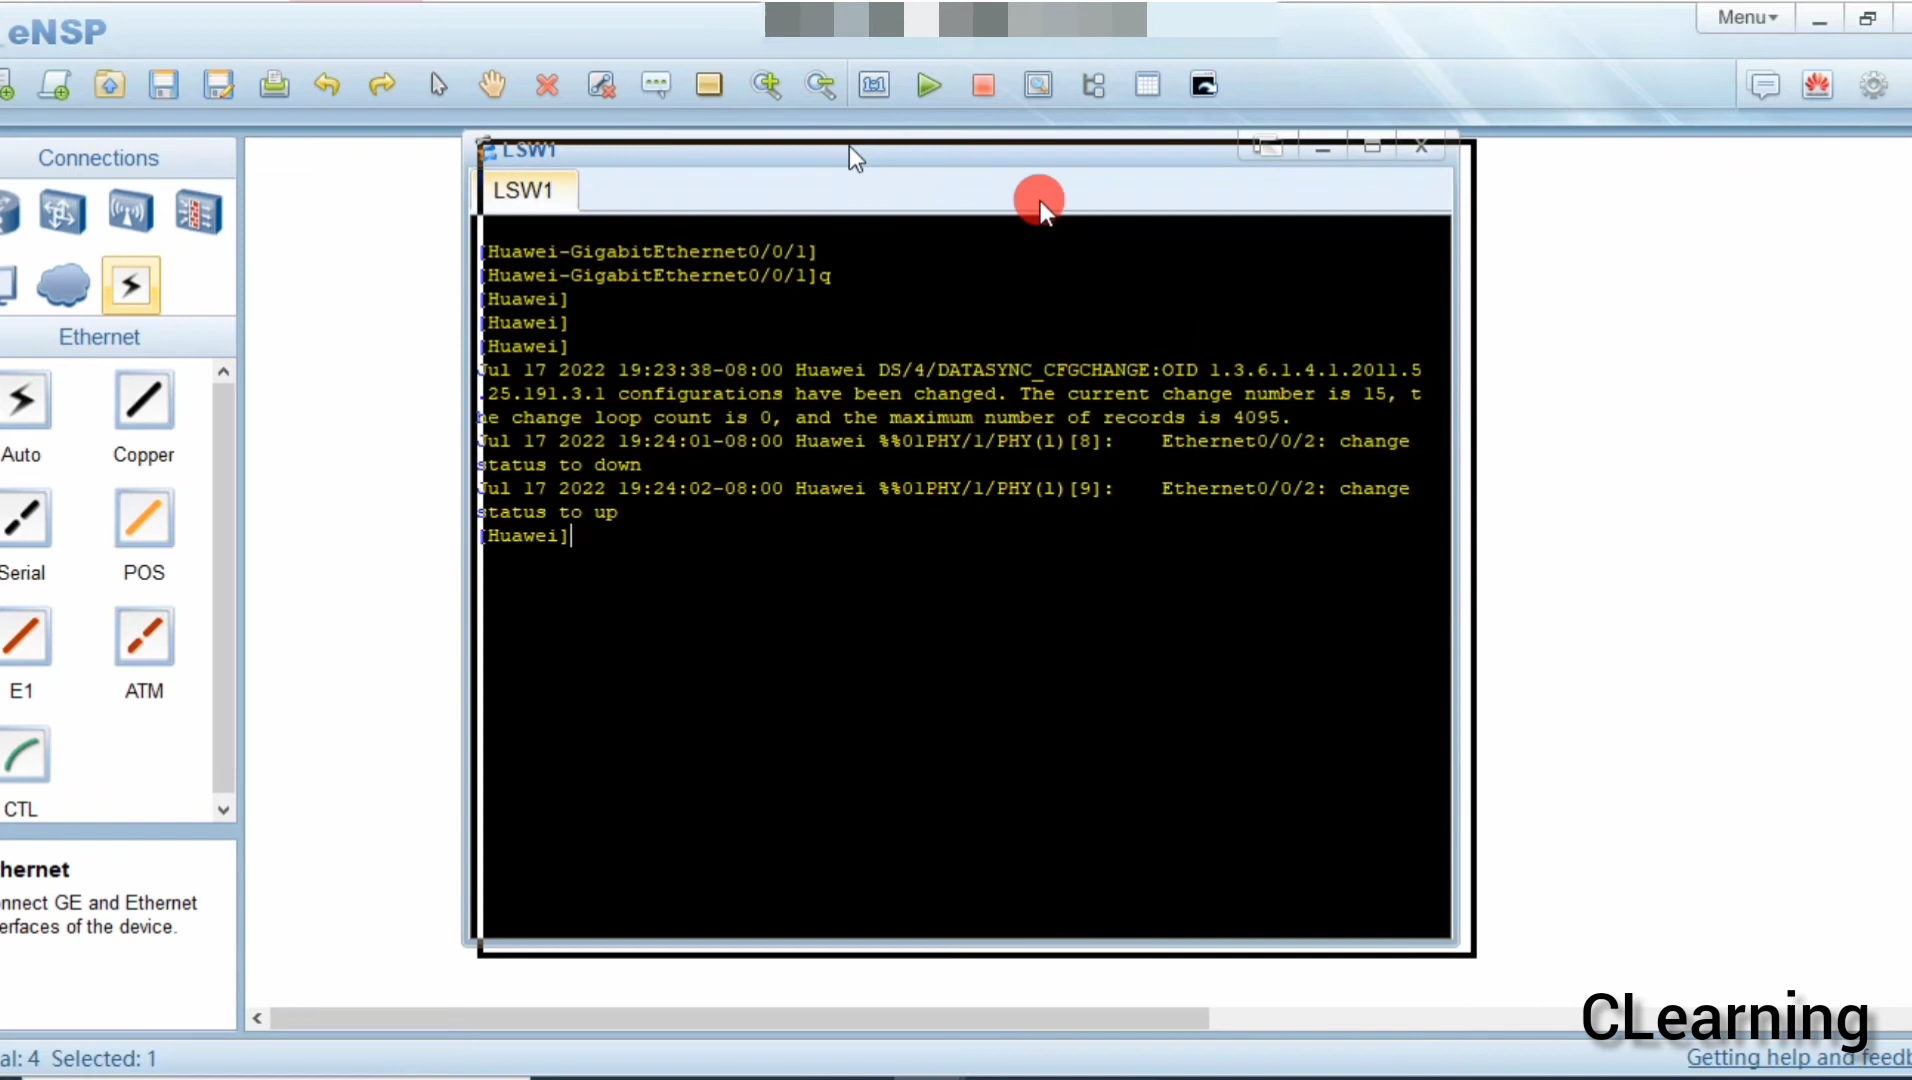 eNSP
Menu
Connections
LSW1
LSW1
Ethernet
Auto
Copper
Serial
POS
E1
ATM
CTL
hernet
nnect GE and Ethernet
erfaces of the device.
[Huawei-GigabitEthernet0/0/1]
[Huawei-GigabitEthernet0/0/1]q
[Huawei]
[Huawei]
[Huawei]
Jul 17 2022 19:23:38-08:00 Huawei DS/4/DATASYNC_CFGCHANGE:OID 1.3.6.1.4.1.2011.5
.25.191.3.1 configurations have been changed. The current change number is 15, t
he change loop count is 0, and the maximum number of records is 4095.
Jul 17 2022 19:24:01-08:00 Huawei %%01PHY/1/PHY(l)[8]:    Ethernet0/0/2: change
status to down
Jul 17 2022 19:24:02-08:00 Huawei %%01PHY/1/PHY(l)[9]:    Ethernet0/0/2: change
status to up
[Huawei]
CLearning
al: 4 Selected: 1
Getting help and feedb